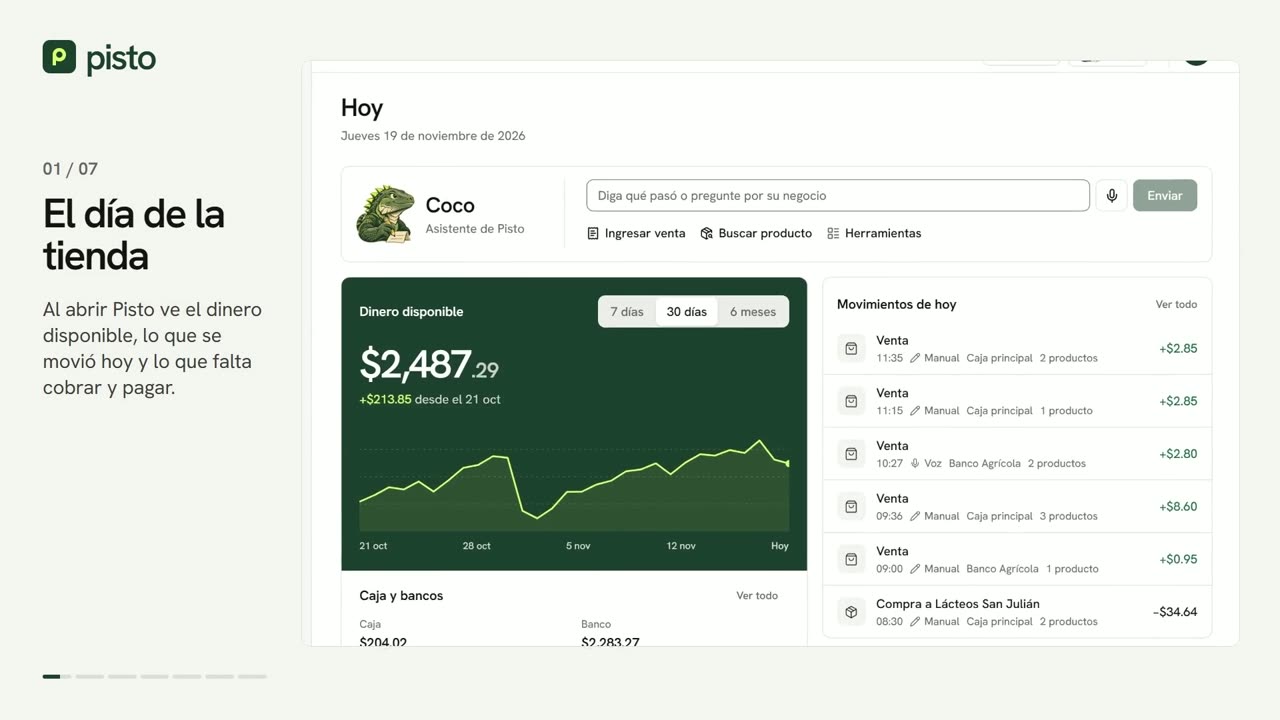 pisto
01 / 07
El día de la
tienda
Al abrir Pisto ve el dinero
disponible, lo que se
movió hoy y lo que falta
cobrar y pagar.
Hoy
Jueves 19 de noviembre de 2026
Coco
Asistente de Pisto
Diga qué pasó o pregunte por su negocio
Enviar
Ingresar venta
Buscar producto
Herramientas
Dinero disponible
7 días
30 días
6 meses
$2,487.29
+$213.85 desde el 21 oct
21 oct
28 oct
5 nov
12 nov
Hoy
Caja y bancos
Ver todo
Caja
Banco
$204.02
$2,283.27
Movimientos de hoy
Ver todo
Venta
11:35 Manual Caja principal 2 productos
+$2.85
Venta
11:15 Manual Caja principal 1 producto
+$2.85
Venta
10:27 Voz Banco Agrícola 2 productos
+$2.80
Venta
09:36 Manual Caja principal 3 productos
+$8.60
Venta
09:00 Manual Banco Agrícola 1 producto
+$0.95
Compra a Lácteos San Julián
08:30 Manual Caja principal 2 productos
−$34.64